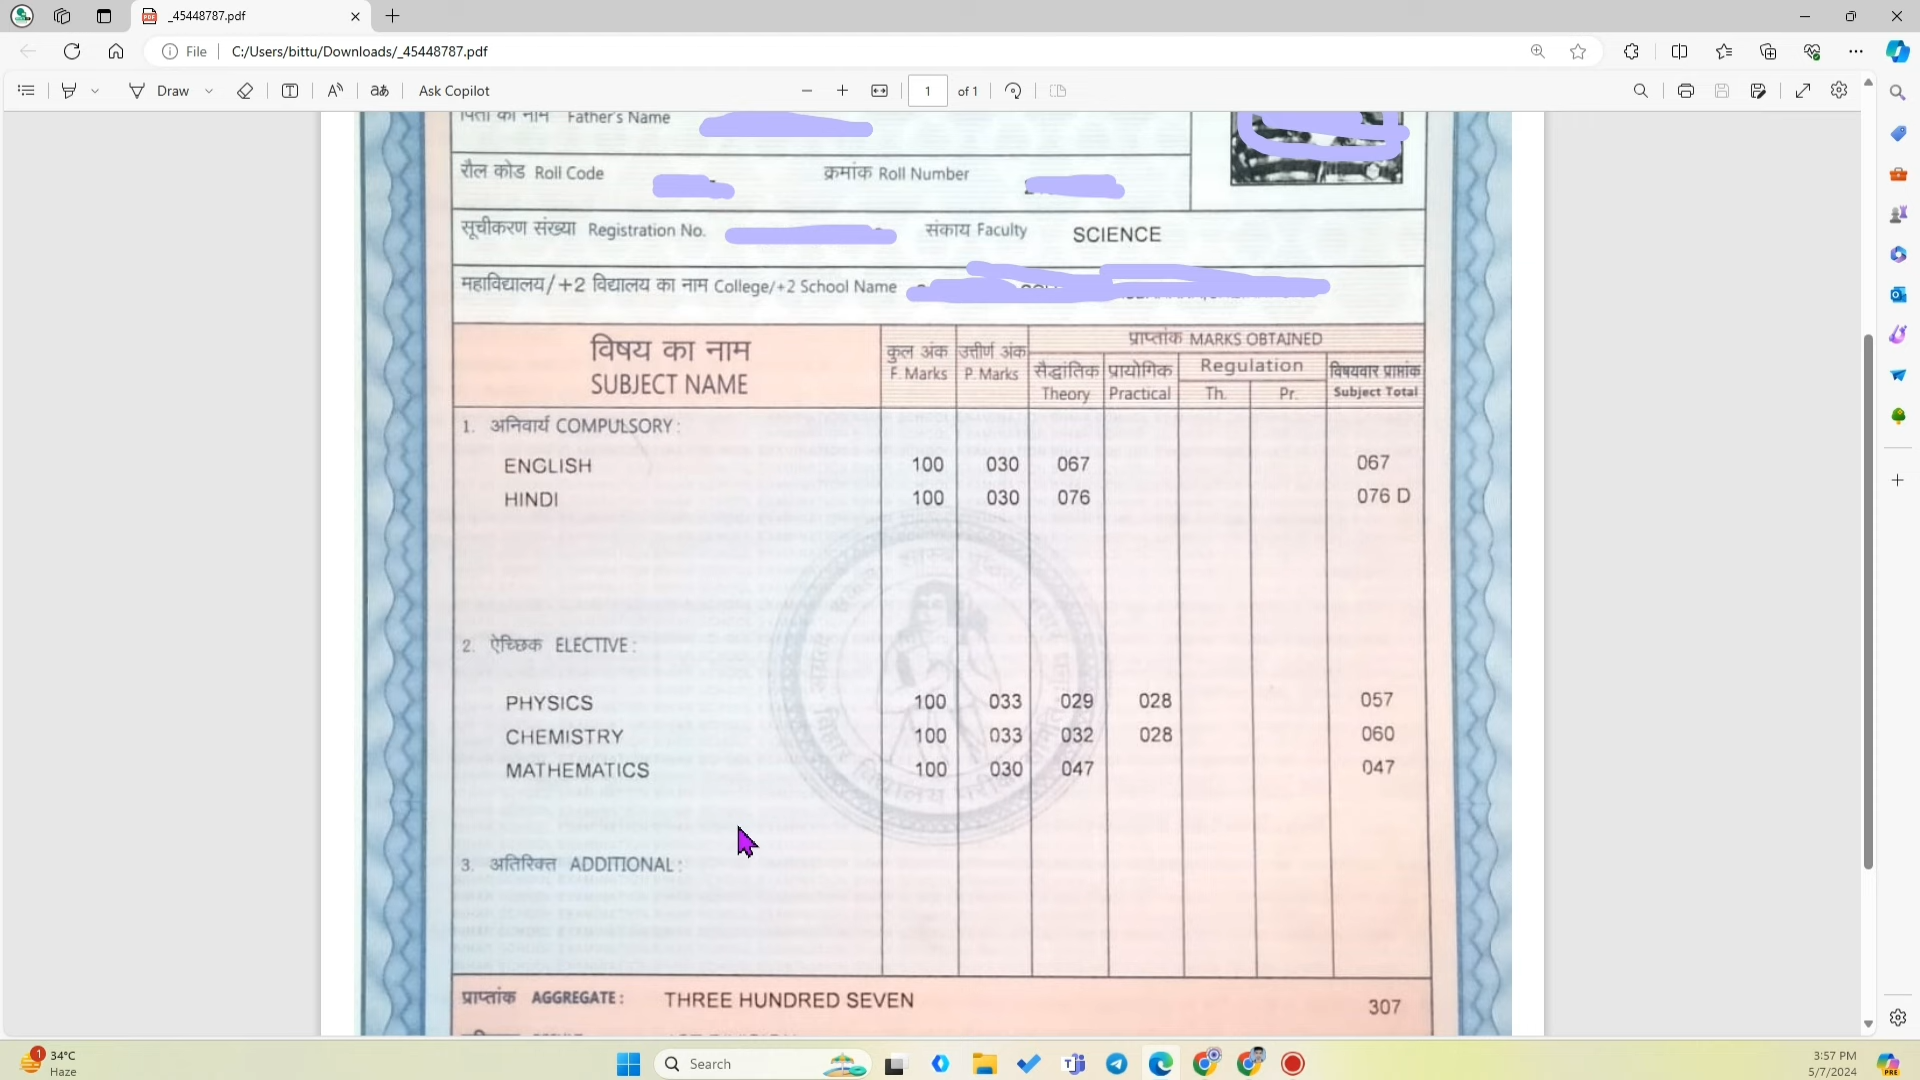 _45448787.pdf
File C:/Users/bittu/Downloads/_45448787.pdf
Draw aあ Ask Copilot 1 of 1
पिता का नाम Father's Name
रौल कोड Roll Code क्रमांक Roll Number
सूचीकरण संख्या Registration No. संकाय Faculty SCIENCE
महाविद्यालय/+2 विद्यालय का नाम College/+2 School Name
विषय का नाम कुल अंक उत्तीर्ण अंक प्राप्तांक MARKS OBTAINED
SUBJECT NAME F. Marks P. Marks सैद्धांतिक प्रायोगिक Regulation विषयवार प्राप्तांक
Theory Practical Th. Pr. Subject Total
1. अनिवार्य COMPULSORY :
ENGLISH 100 030 067 067
HINDI 100 030 076 076 D
2. ऐच्छिक ELECTIVE :
PHYSICS 100 033 029 028 057
CHEMISTRY 100 033 032 028 060
MATHEMATICS 100 030 047 047
3. अतिरिक्त ADDITIONAL :
प्राप्तांक AGGREGATE : THREE HUNDRED SEVEN 307
1 34°C
Haze
Search
3:57 PM
5/7/2024
PRE